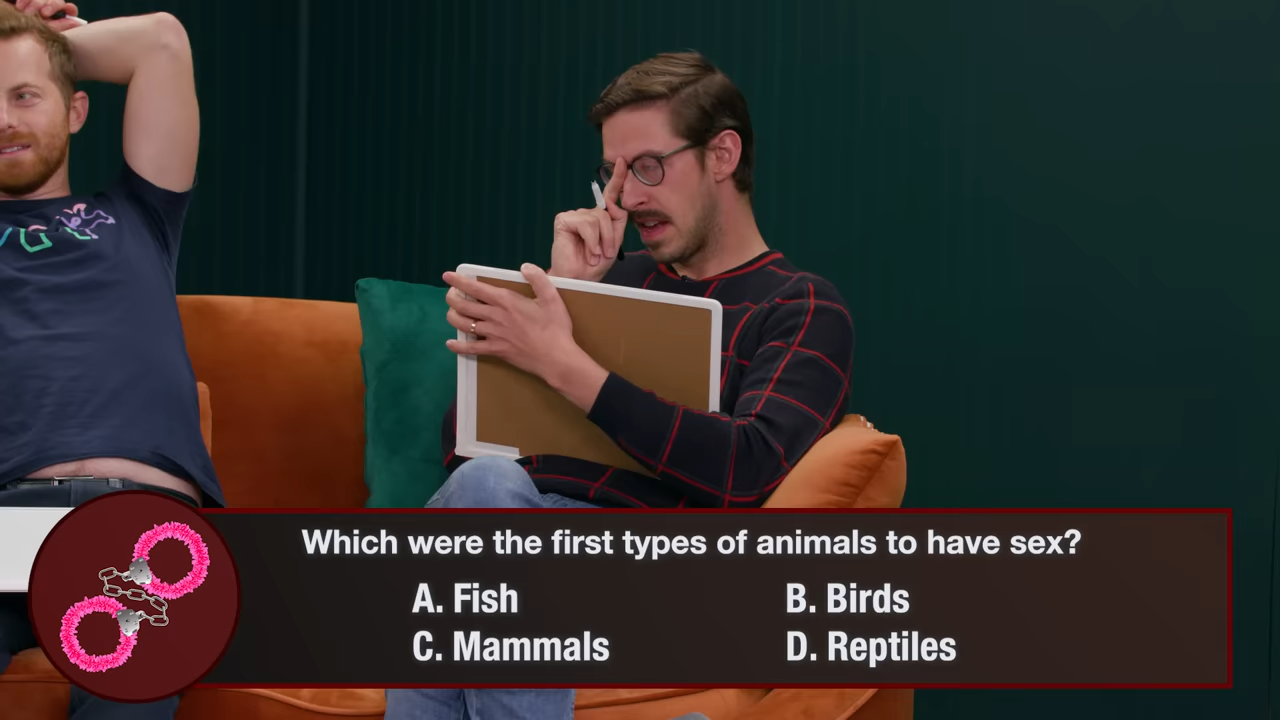 Which were the first types of animals to have sex?
A. Fish
B. Birds
C. Mammals
D. Reptiles